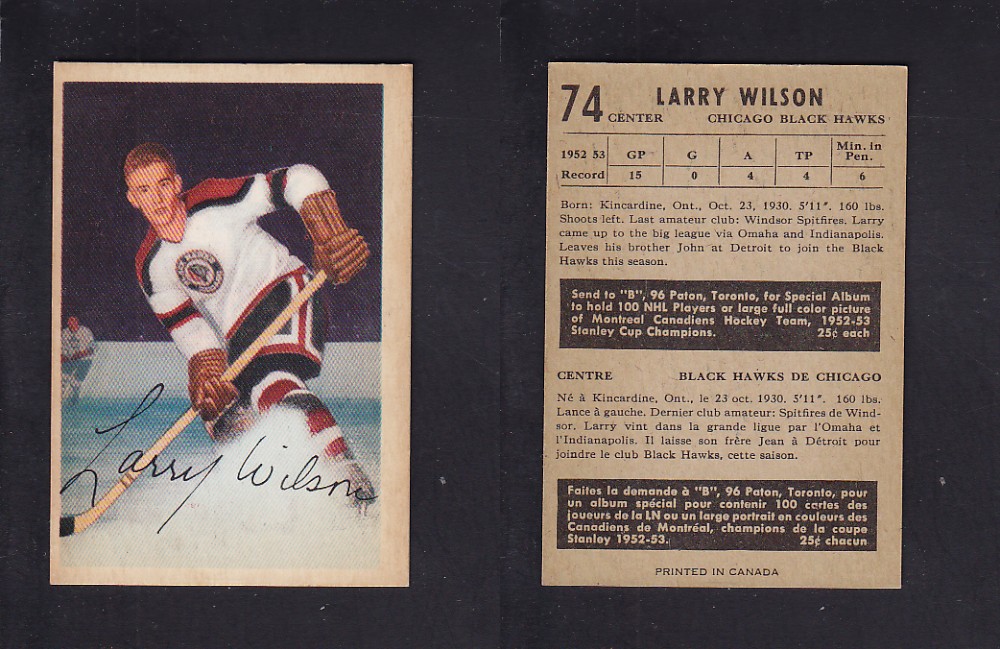 Larry Wilson
74
LARRY WILSON
CENTER CHICAGO BLACK HAWKS
1952 53 GP G A TP Min. in Pen.
Record 15 0 4 4 6
Born: Kincardine, Ont., Oct. 23, 1930. 5'11". 160 lbs.
Shoots left. Last amateur club: Windsor Spitfires. Larry
came up to the big league via Omaha and Indianapolis.
Leaves his brother John at Detroit to join the Black
Hawks this season.
Send to "B", 96 Paton, Toronto, for Special Album
to hold 100 NHL Players or large full color picture
of Montreal Canadiens Hockey Team, 1952-53
Stanley Cup Champions. 25¢ each
CENTRE BLACK HAWKS DE CHICAGO
Né à Kincardine, Ont., le 23 oct. 1930. 5'11". 160 lbs.
Lance à gauche. Dernier club amateur: Spitfires de Wind-
sor. Larry vint dans la grande ligue par l'Omaha et
l'Indianapolis. Il laisse son frère Jean à Détroit pour
joindre le club Black Hawks, cette saison.
Faites la demande à "B", 96 Paton, Toronto, pour
un album spécial pour contenir 100 cartes des
joueurs de la LN ou un large portrait en couleurs des
Canadiens de Montréal, champions de la coupe
Stanley 1952-53. 25¢ chacun
PRINTED IN CANADA